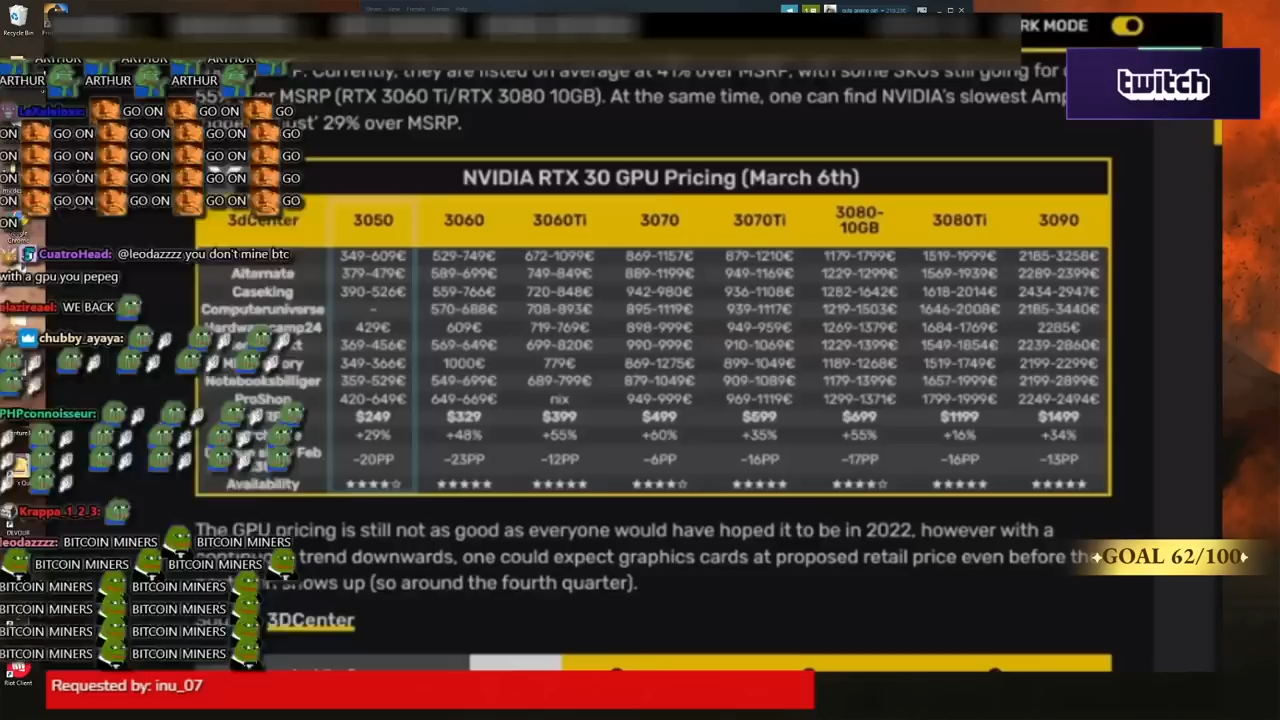 RK MODE
twitch
Currently, they are listed on average at 41% over MSRP, with some SKUs still going for
MSRP (RTX 3060 Ti/RTX 3080 10GB). At the same time, one can find NVIDIA's slowest Amp
29% over MSRP.
NVIDIA RTX 30 GPU Pricing (March 6th)
3dCenter 3050 3060 3060Ti 3070 3070Ti 3080-10GB 3080Ti 3090
349-609€ 529-749€ 672-1099€ 869-1157€ 879-1210€ 1179-1799€ 1519-1999€ 2185-3258€
Alternate 379-479€ 589-699€ 749-849€ 889-1199€ 949-1169€ 1229-1299€ 1569-1939€ 2289-2399€
Caseking 390-526€ 559-766€ 720-848€ 942-980€ 936-1108€ 1282-1642€ 1618-2014€ 2434-2947€
Computeruniverse - 570-688€ 708-893€ 895-1119€ 939-1117€ 1219-1503€ 1646-2008€ 2185-3440€
429€ 609€ 719-769€ 898-999€ 949-959€ 1269-1379€ 1684-1769€ 2285€
369-456€ 569-649€ 699-820€ 990-999€ 910-1069€ 1229-1399€ 1549-1854€ 2239-2860€
349-366€ 1000€ 779€ 869-1275€ 899-1049€ 1189-1268€ 1519-1749€ 2199-2299€
Notebooksbilliger 359-529€ 549-699€ 689-799€ 879-1049€ 909-1089€ 1179-1399€ 1657-1999€ 2199-2899€
ProShop 420-649€ 649-669€ nix 949-999€ 969-1119€ 1299-1371€ 1799-1999€ 2249-2494€
$249 $329 $399 $499 $599 $699 $1199 $1499
+29% +48% +55% +60% +35% +55% +16% +34%
Feb -20PP -23PP -12PP -6PP -16PP -17PP -16PP -13PP
Availability ★★★★☆ ★★★★★ ★★★★★ ★★★★☆ ★★★★★ ★★★★☆ ★★★★★ ★★★★★
The GPU pricing is still not as good as everyone would have hoped it to be in 2022, however with a
trend downwards, one could expect graphics cards at proposed retail price even before th
shows up (so around the fourth quarter).
3DCenter
Recycle Bin
ARTHUR ARTHUR ARTHUR ARTHUR
ARTHUR ARTHUR ARTHUR ARTHUR
GO ON GO ON GO
ON GO ON GO ON GO ON GO
ON GO ON GO ON GO ON GO
ON GO ON GO ON GO ON GO
ON GO ON GO ON GO ON GO
ON
CuatroHead: @leodazzzz you don't mine btc
with a gpu you pepeg
WE BACK
chubby_ayaya:
PHPconnoisseur:
Krappa_1_2_3:
leodazzzz: BITCOIN MINERS BITCOIN MINERS
BITCOIN MINERS BITCOIN MINERS
BITCOIN MINERS BITCOIN MINERS
BITCOIN MINERS BITCOIN MINERS
BITCOIN MINERS BITCOIN MINERS
BITCOIN MINERS BITCOIN MINERS
Riot Client
GOAL 62/100
Requested by: inu_07